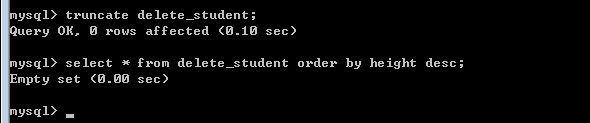 mysql> truncate delete_student;
Query OK, 0 rows affected (0.10 sec)
mysql> select * from delete_student order by height desc;
Empty set (0.00 sec)
mysql> _